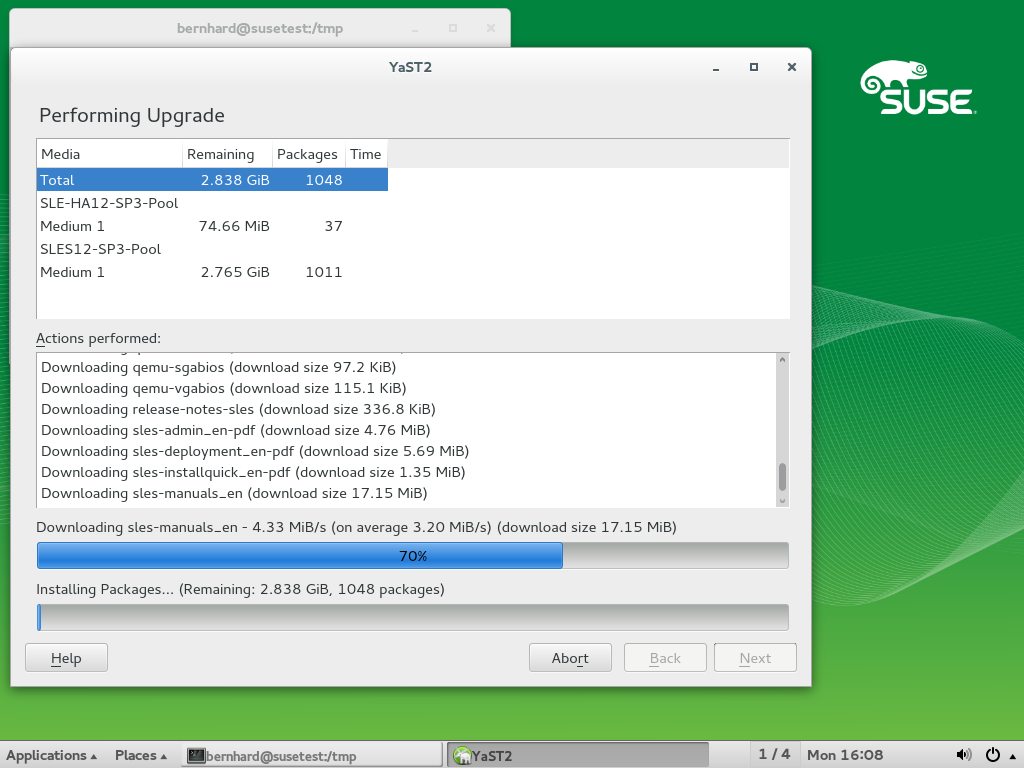 bernhard@susetest:/tmp
YaST2
SUSE
Performing Upgrade
Media Remaining Packages Time
Total 2.838 GiB 1048
SLE-HA12-SP3-Pool
Medium 1 74.66 MiB 37
SLES12-SP3-Pool
Medium 1 2.765 GiB 1011
Actions performed:
Downloading qemu-sgabios (download size 97.2 KiB)
Downloading qemu-vgabios (download size 115.1 KiB)
Downloading release-notes-sles (download size 336.8 KiB)
Downloading sles-admin_en-pdf (download size 4.76 MiB)
Downloading sles-deployment_en-pdf (download size 5.69 MiB)
Downloading sles-installquick_en-pdf (download size 1.35 MiB)
Downloading sles-manuals_en (download size 17.15 MiB)
Downloading sles-manuals_en - 4.33 MiB/s (on average 3.20 MiB/s) (download size 17.15 MiB)
70%
Installing Packages... (Remaining: 2.838 GiB, 1048 packages)
Help Abort Back Next
Applications Places bernhard@susetest:/tmp YaST2 1 / 4 Mon 16:08